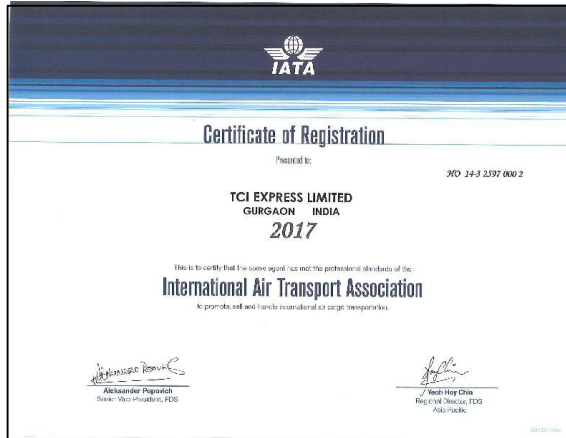 IATA
Certificate of Registration
Presented to:
HO 14-3 2597 000 2
TCI EXPRESS LIMITED
GURGAON INDIA
2017
This is to certify that the above agent has met the professional standards of the
International Air Transport Association
to promote, sell and handle international air cargo transportation.
Aleksander Popovich
Senior Vice President, FDS
Yeoh Hoy Chin
Regional Director, FDS
Asia Pacific